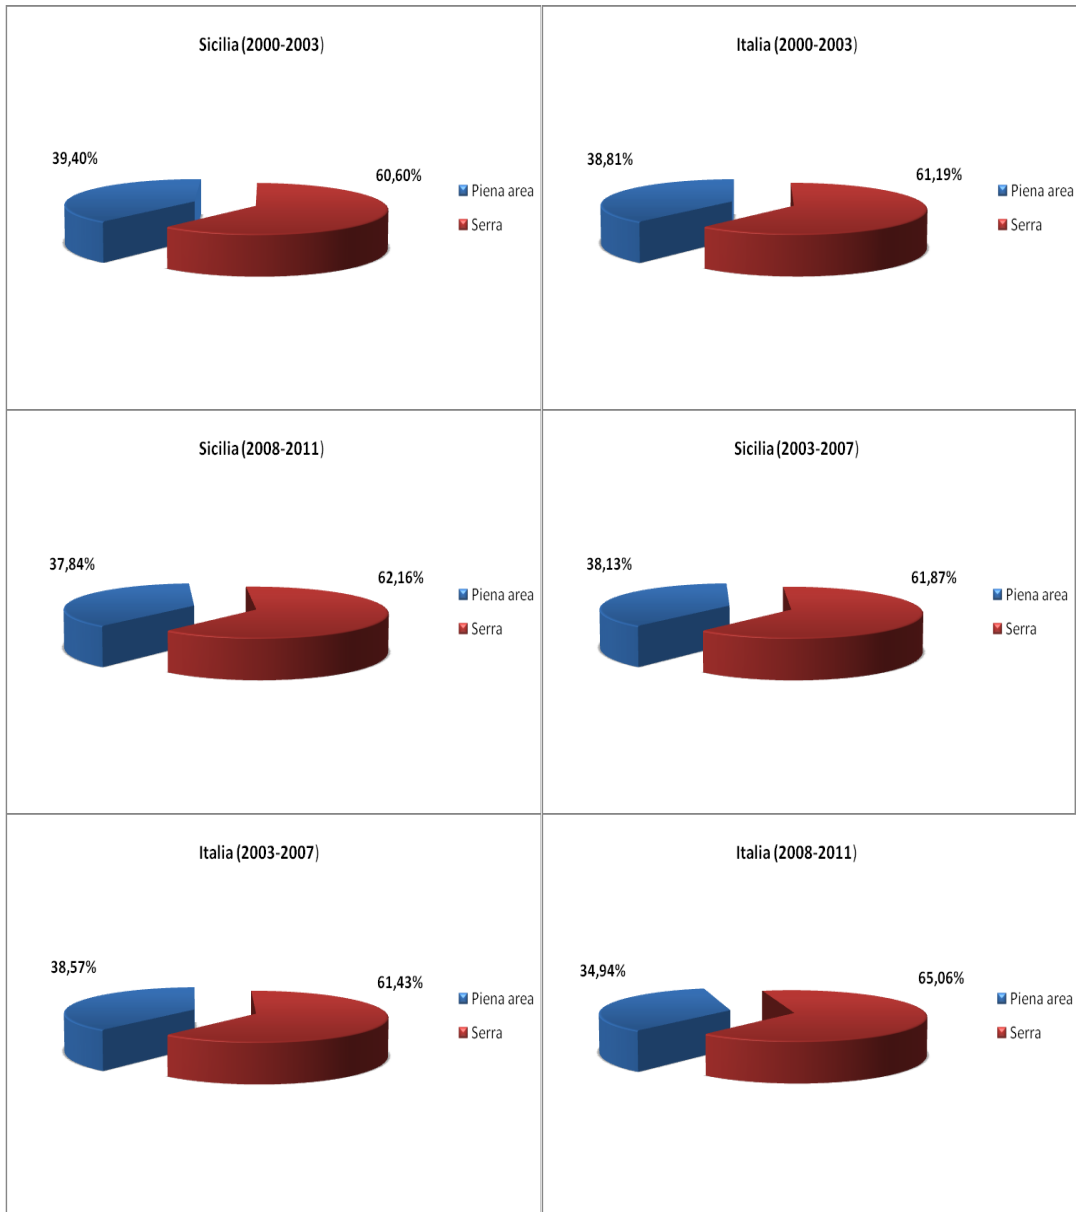 Sicilia (2000-2003)
39,40%
60,60%
Piena area
Serra
Italia (2000-2003)
38,81%
61,19%
Piena area
Serra
Sicilia (2008-2011)
37,84%
62,16%
Piena area
Serra
Sicilia (2003-2007)
38,13%
61,87%
Piena area
Serra
Italia (2003-2007)
38,57%
61,43%
Piena area
Serra
Italia (2008-2011)
34,94%
65,06%
Piena area
Serra